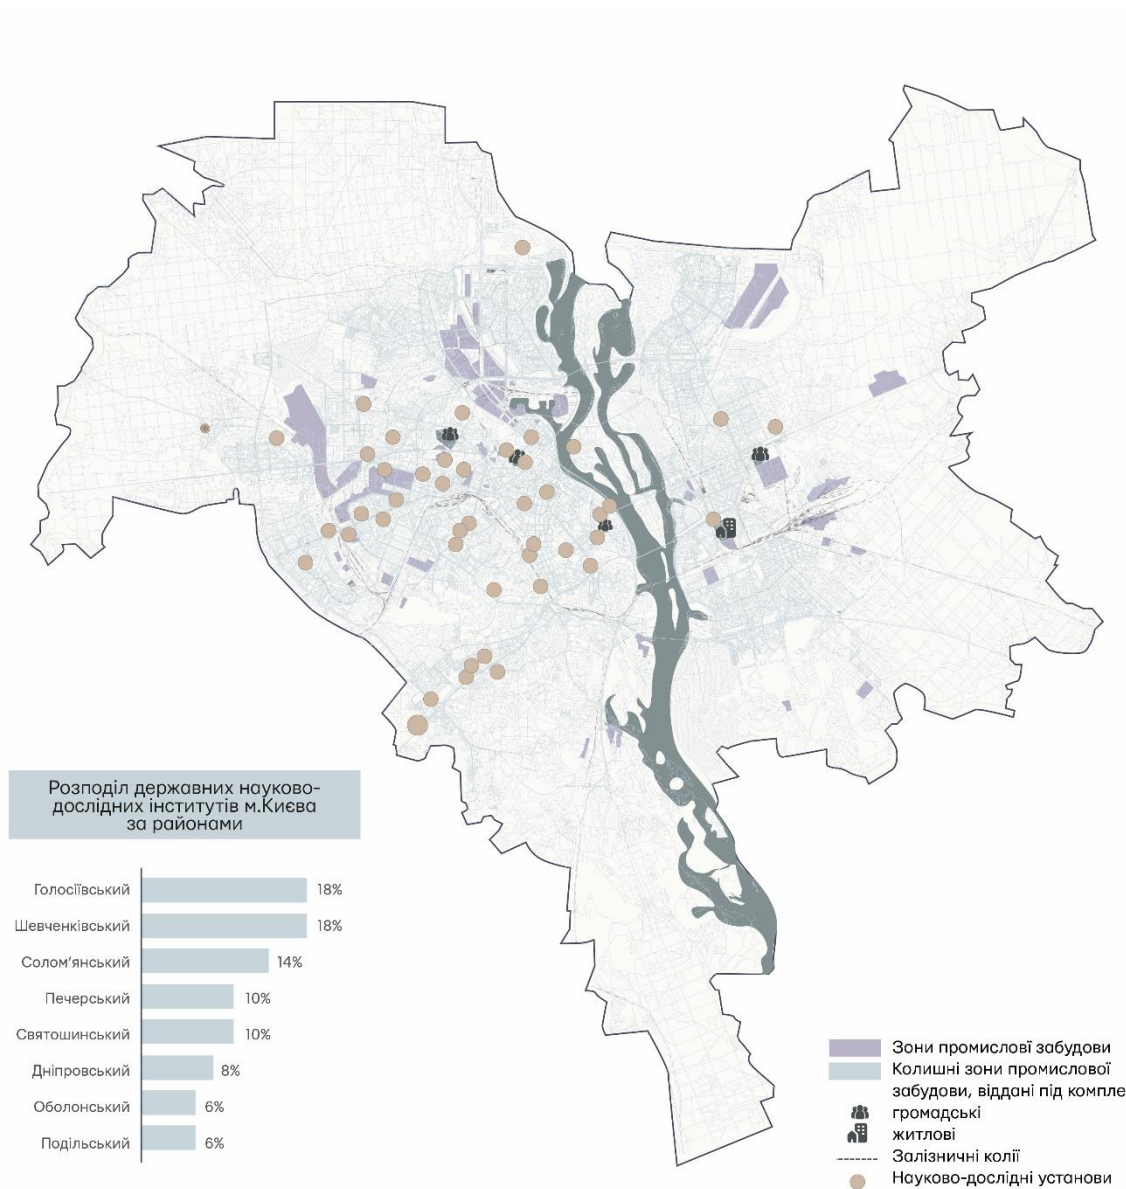 Розподіл державних науково-
дослідних інститутів м.Києва
за районами
Голосіївський 18%
Шевченківський 18%
Солом'янський 14%
Печерський 10%
Святошинський 10%
Дніпровський 8%
Оболонський 6%
Подільський 6%
Зони промислові забудови
Колишні зони промислової
забудови, віддані під компле
громадські
житлові
Залізничні колії
Науково-дослідні установи